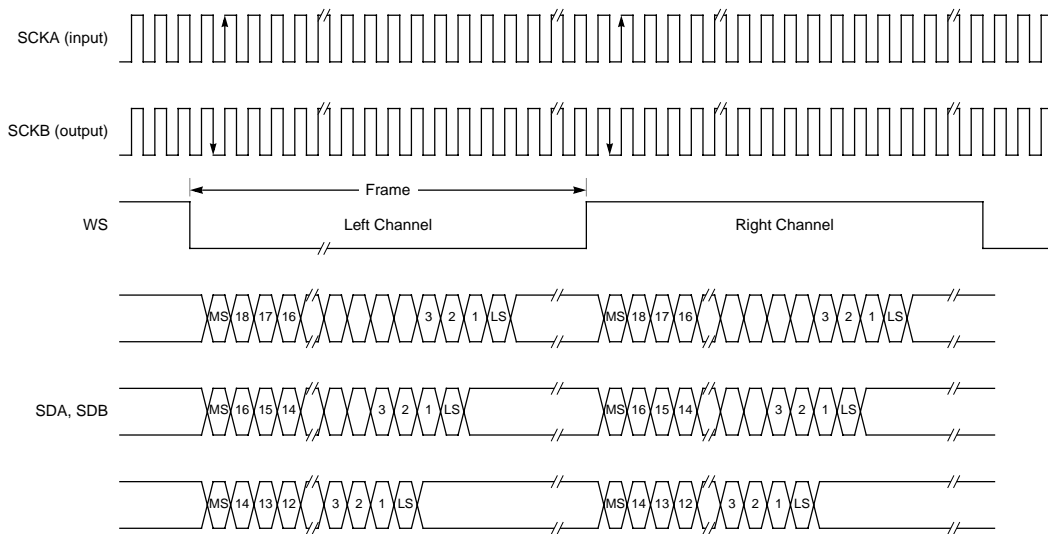 SCKA (input)
SCKB (output)
Frame
WS
Left Channel
Right Channel
MS 18 17 16 3 2 1 LS MS 18 17 16 3 2 1 LS
SDA, SDB
MS 16 15 14 3 2 1 LS MS 16 15 14 3 2 1 LS
MS 14 13 12 3 2 1 LS MS 14 13 12 3 2 1 LS